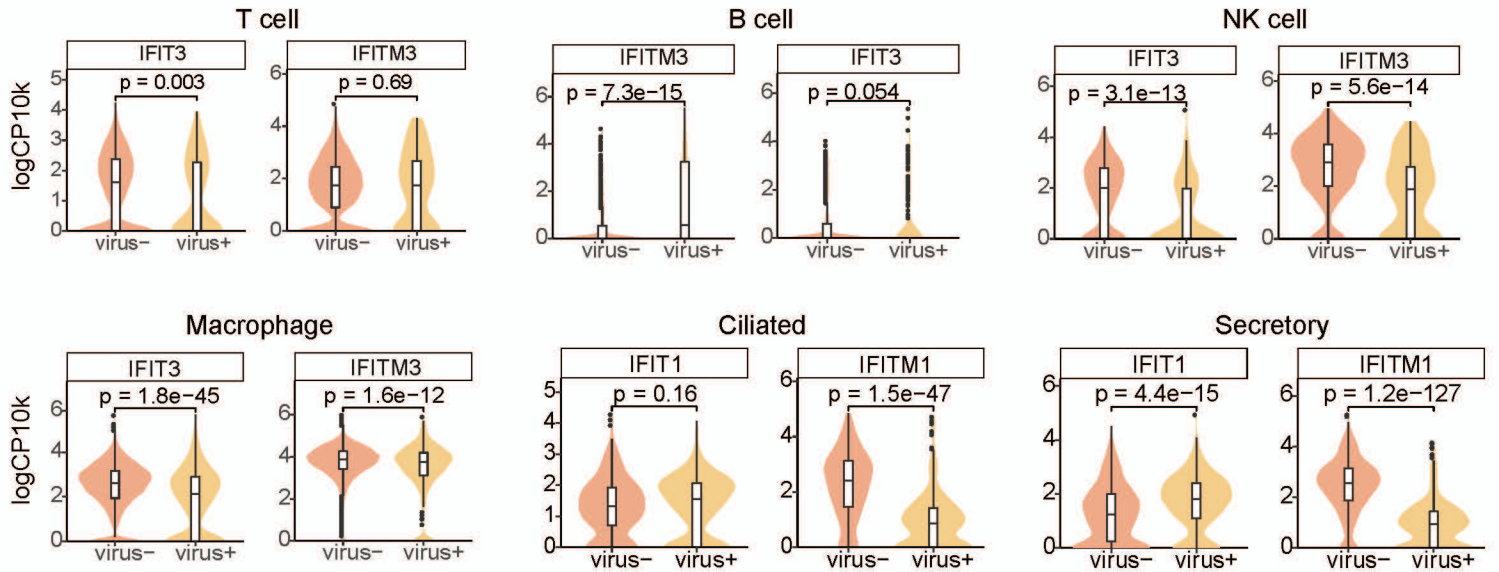 T cell
IFIT3
IFITM3
p = 0.003
p = 0.69
logCP10k
5
4
3
2
1
0
6
4
2
0
virus−
virus+
virus−
virus+
B cell
IFITM3
IFIT3
p = 7.3e−15
p = 0.054
6
4
2
0
6
4
2
0
virus−
virus+
virus−
virus+
NK cell
IFIT3
IFITM3
p = 3.1e−13
p = 5.6e−14
6
4
2
0
6
4
2
0
virus−
virus+
virus−
virus+
Macrophage
IFIT3
IFITM3
p = 1.8e−45
p = 1.6e−12
logCP10k
6
4
2
0
6
4
2
0
virus−
virus+
virus−
virus+
Ciliated
IFIT1
IFITM1
p = 0.16
p = 1.5e−47
5
4
3
2
1
0
6
4
2
0
virus−
virus+
virus−
virus+
Secretory
IFIT1
IFITM1
p = 4.4e−15
p = 1.2e−127
6
4
2
0
6
4
2
0
virus−
virus+
virus−
virus+